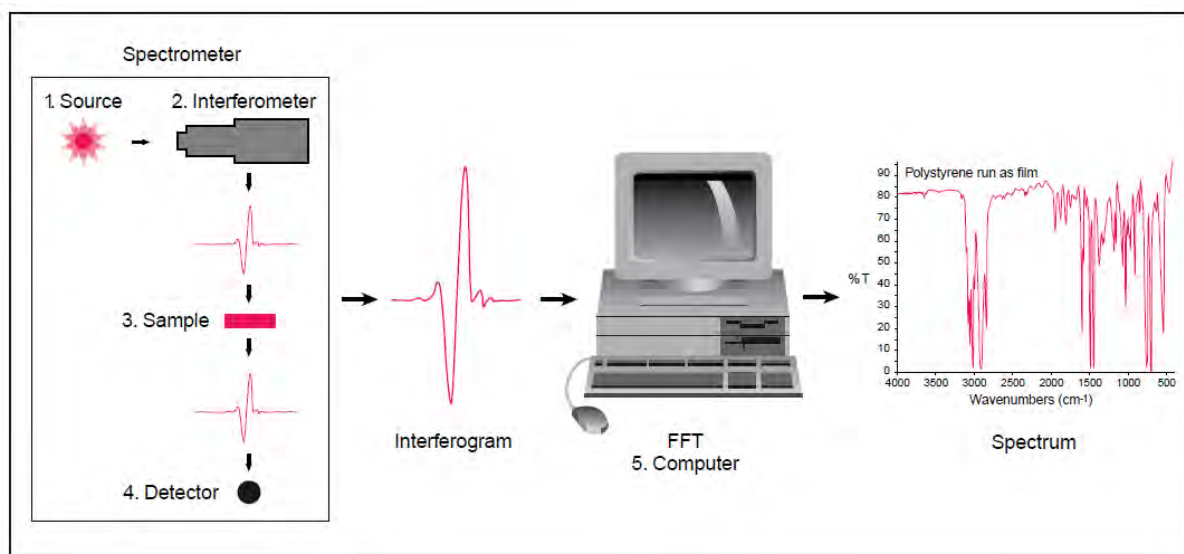 Spectrometer
1. Source
2. Interferometer
3. Sample
4. Detector
Interferogram
FFT
5. Computer
Polystyrene run as film
%T
90
80
70
60
50
40
30
20
10
0
4000 3500 3000 2500 2000 1500 1000 500
Wavenumbers (cm-1)
Spectrum